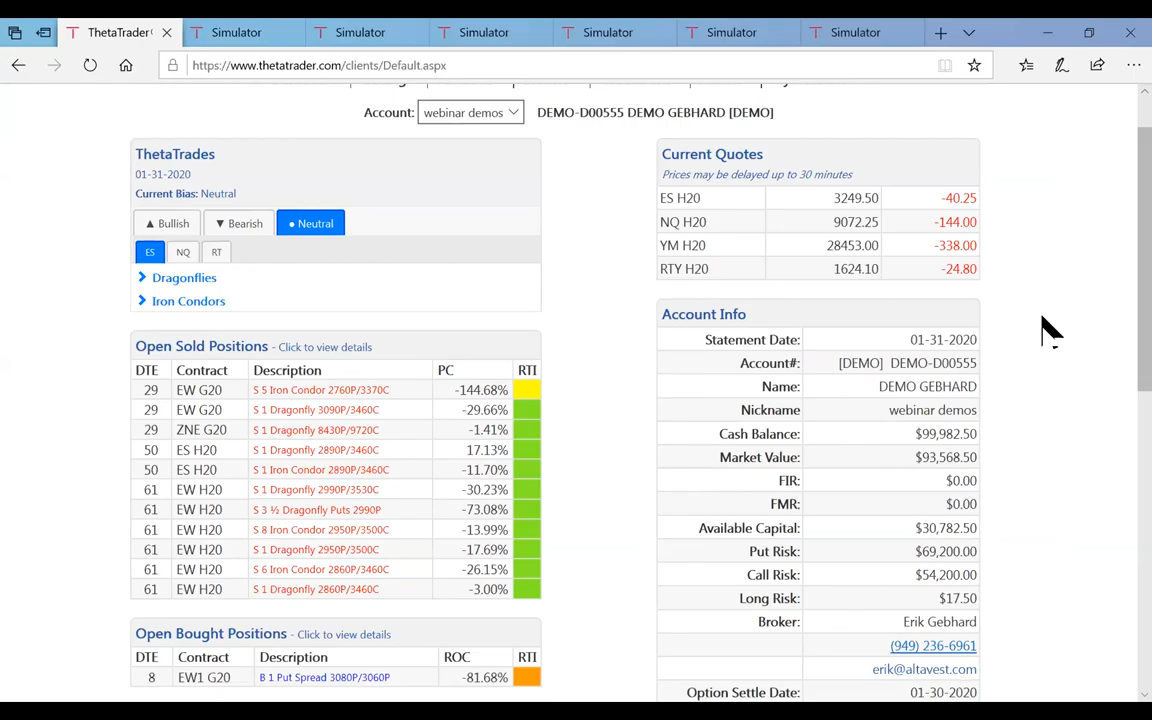 ThetaTrader
Simulator
Simulator
Simulator
Simulator
Simulator
Simulator
https://www.thetatrader.com/clients/Default.aspx
Account: webinar demos DEMO-D00555 DEMO GEBHARD [DEMO]
ThetaTrades
01-31-2020
Current Bias: Neutral
▲ Bullish ▼ Bearish ● Neutral
ES NQ RT
Dragonflies
Iron Condors
Open Sold Positions - Click to view details
DTE Contract Description PC RTI
29 EW G20 S 5 Iron Condor 2760P/3370C -144.68%
29 EW G20 S 1 Dragonfly 3090P/3460C -29.66%
29 ZNE G20 S 1 Dragonfly 8430P/9720C -1.41%
50 ES H20 S 1 Dragonfly 2890P/3460C 17.13%
50 ES H20 S 1 Iron Condor 2890P/3460C -11.70%
61 EW H20 S 1 Dragonfly 2990P/3530C -30.23%
61 EW H20 S 3 ½ Dragonfly Puts 2990P -73.08%
61 EW H20 S 8 Iron Condor 2950P/3500C -13.99%
61 EW H20 S 1 Dragonfly 2950P/3500C -17.69%
61 EW H20 S 6 Iron Condor 2860P/3460C -26.15%
61 EW H20 S 1 Dragonfly 2860P/3460C -3.00%
Open Bought Positions - Click to view details
DTE Contract Description ROC RTI
8 EW1 G20 B 1 Put Spread 3080P/3060P -81.68%
Current Quotes
Prices may be delayed up to 30 minutes
ES H20 3249.50 -40.25
NQ H20 9072.25 -144.00
YM H20 28453.00 -338.00
RTY H20 1624.10 -24.80
Account Info
Statement Date: 01-31-2020
Account#: [DEMO] DEMO-D00555
Name: DEMO GEBHARD
Nickname webinar demos
Cash Balance: $99,982.50
Market Value: $93,568.50
FIR: $0.00
FMR: $0.00
Available Capital: $30,782.50
Put Risk: $69,200.00
Call Risk: $54,200.00
Long Risk: $17.50
Broker: Erik Gebhard
(949) 236-6961
erik@altavest.com
Option Settle Date: 01-30-2020